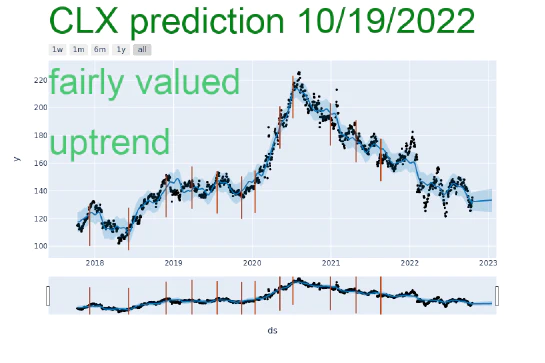 CLX prediction 10/19/2022
1w 1m 6m 1y all
fairly valued
uptrend
y
220
200
180
160
140
120
100
2018 2019 2020 2021 2022 2023
ds